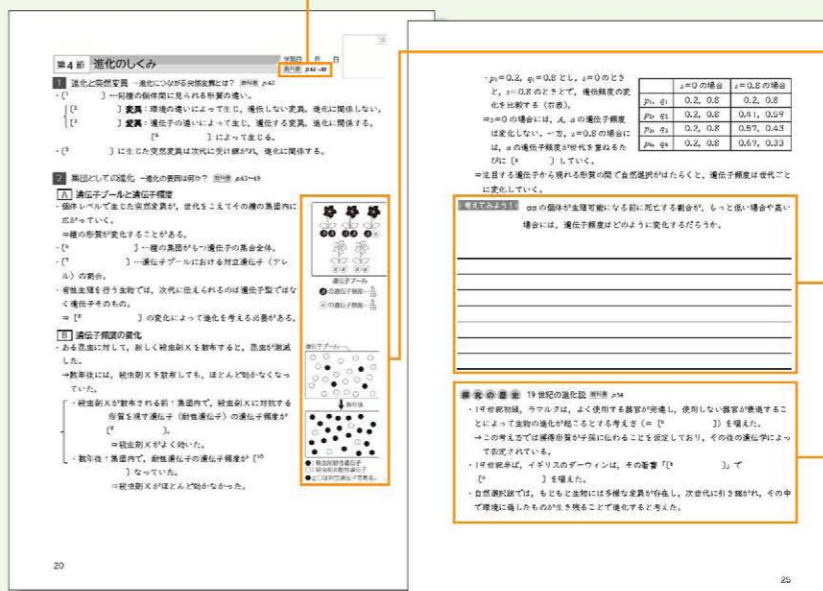 第4節 進化のしくみ
学習日 月 日
教科書 p.42～49
1 進化と突然変異 －進化につながる突然変異とは？ 教科書 p.42
・[1 ]…同種の個体間に見られる形質の違い。
[2 ]変異：環境の違いによって生じ，遺伝しない変異。進化に関係しない。
[3 ]変異：遺伝子の違いによって生じ，遺伝する変異。進化に関係する。
[4 ]によって生じる。
・[5 ]に生じた突然変異は次代に受け継がれ，進化に関係する。
2 集団としての進化 －進化の要因は何か？ 教科書 p.43～49
A 遺伝子プールと遺伝子頻度
・個体レベルで生じた突然変異が，世代をこえてその種の集団内に
広がっていく。
⇒種の形質が変化することがある。
・[6 ]…種の集団がもつ遺伝子の集合全体。
・[7 ]…遺伝子プールにおける対立遺伝子（アレ
ル）の割合。
・有性生殖を行う生物では，次代に伝えられるのは遺伝子型ではな
く遺伝子そのもの。
⇒[8 ]の変化によって進化を考える必要がある。
遺伝子プール
Aの遺伝子頻度
aの遺伝子頻度
B 遺伝子頻度の変化
・ある昆虫に対して，新しく殺虫剤Xを散布すると，昆虫が激減
した。
→数年後には，殺虫剤Xを散布しても，ほとんど効かなくなっ
ていた。
・殺虫剤Xが散布される前：集団内で，殺虫剤Xに対抗する
形質を現す遺伝子（耐性遺伝子）の遺伝子頻度が
[9 ]。
⇒殺虫剤Xがよく効いた。
・数年後：集団内で，耐性遺伝子の遺伝子頻度が[10
]なっていた。
⇒殺虫剤Xがほとんど効かなかった。
遺伝子プール
数年後
●：殺虫剤耐性遺伝子
○：殺虫剤非耐性遺伝子
●と○は対立遺伝子である。
20
・p₁=0.2，q₁=0.8とし，s=0のとき
と，s=0.8のときとで，遺伝子頻度の変
化を比較する（右表）。
⇒s=0の場合には，A，aの遺伝子頻度
は変化しない。一方，s=0.8の場合に
は，aの遺伝子頻度が世代を重ねるた
びに[ ]していく。
s=0の場合 s=0.8の場合
p₁，q₁ 0.2，0.8 0.2，0.8
p₂，q₂ 0.2，0.8 0.41，0.59
p₃，q₃ 0.2，0.8 0.57，0.43
p₄，q₄ 0.2，0.8 0.67，0.33
⇒注目する遺伝子から現れる形質の間で自然選択がはたらくと，遺伝子頻度は世代ごと
に変化していく。
考えてみよう！ aaの個体が生殖可能になる前に死亡する割合が，もっと低い場合や高い
場合には，遺伝子頻度はどのように変化するだろうか。
探究の歴史 19世紀の進化説 教科書 p.54
・19世紀初頭，ラマルクは，よく使用する器官が発達し，使用しない器官が衰退するこ
とによって生物の進化が起こるとする考え方（＝[ ]）を唱えた。
→この考え方では獲得形質が子孫に伝わることを仮定しており，その後の遺伝学によっ
て否定されている。
・19世紀半ば，イギリスのダーウィンは，その著書「[ ]」で
[ ]を唱えた。
・自然選択説では，もともと生物には多様な変異が存在し，次世代に引き継がれ，その中
で環境に適したものが生き残ることで進化すると考えた。
25